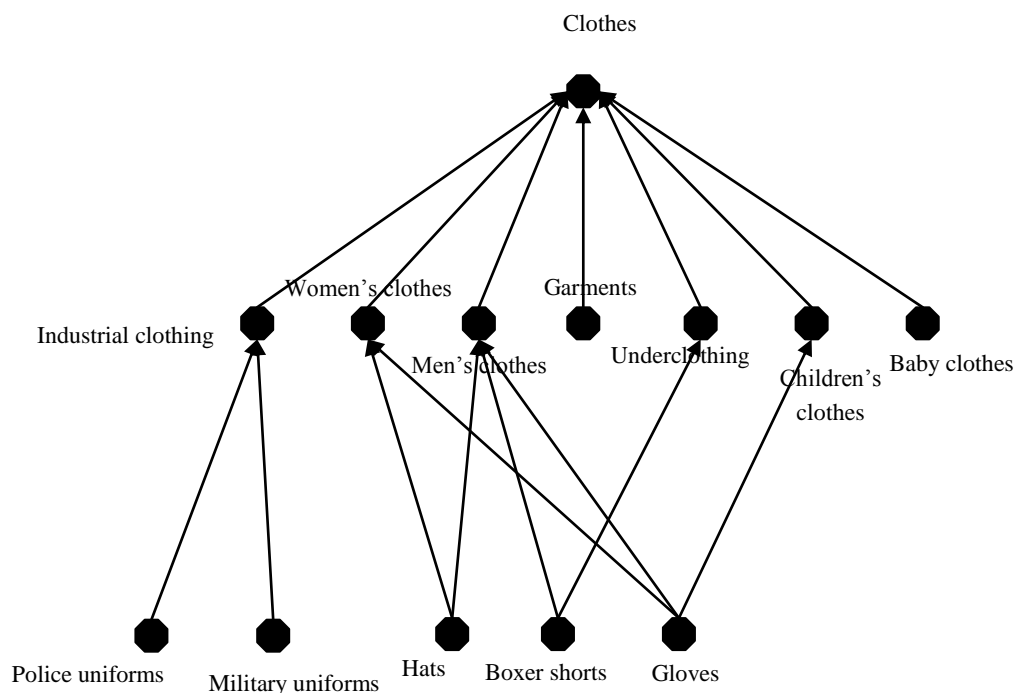 Clothes
Women's clothes
Garments
Industrial clothing
Men's clothes
Underclothing
Baby clothes
Children's
clothes
Police uniforms
Military uniforms
Hats
Boxer shorts
Gloves